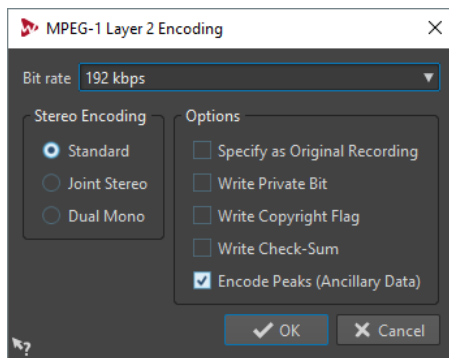 MPEG-1 Layer 2 Encoding
Bit rate 192 kbps
Stereo Encoding
Standard
Joint Stereo
Dual Mono
Options
Specify as Original Recording
Write Private Bit
Write Copyright Flag
Write Check-Sum
Encode Peaks (Ancillary Data)
OK Cancel
?